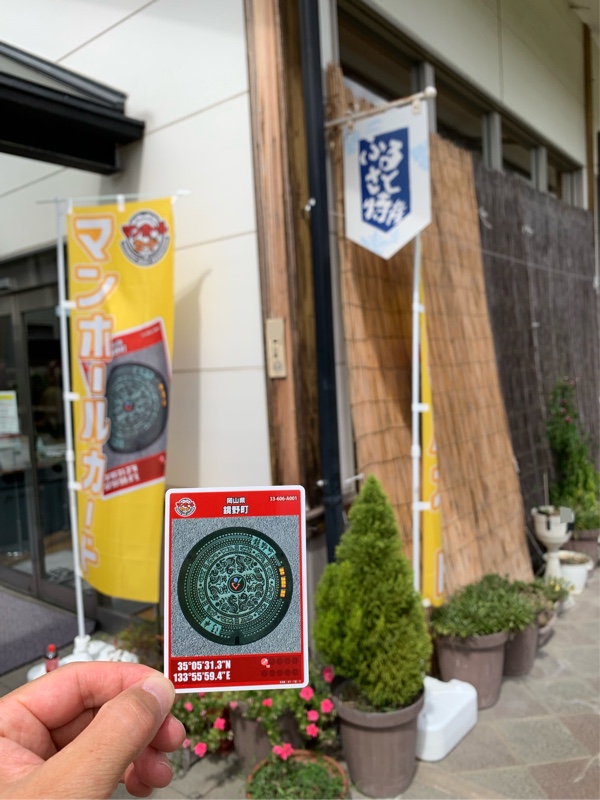 マンホールカード
ふる
さと
特産
岡山県
鏡野町
33-606-A001
35°05'31.3"N
133°55'59.4"E